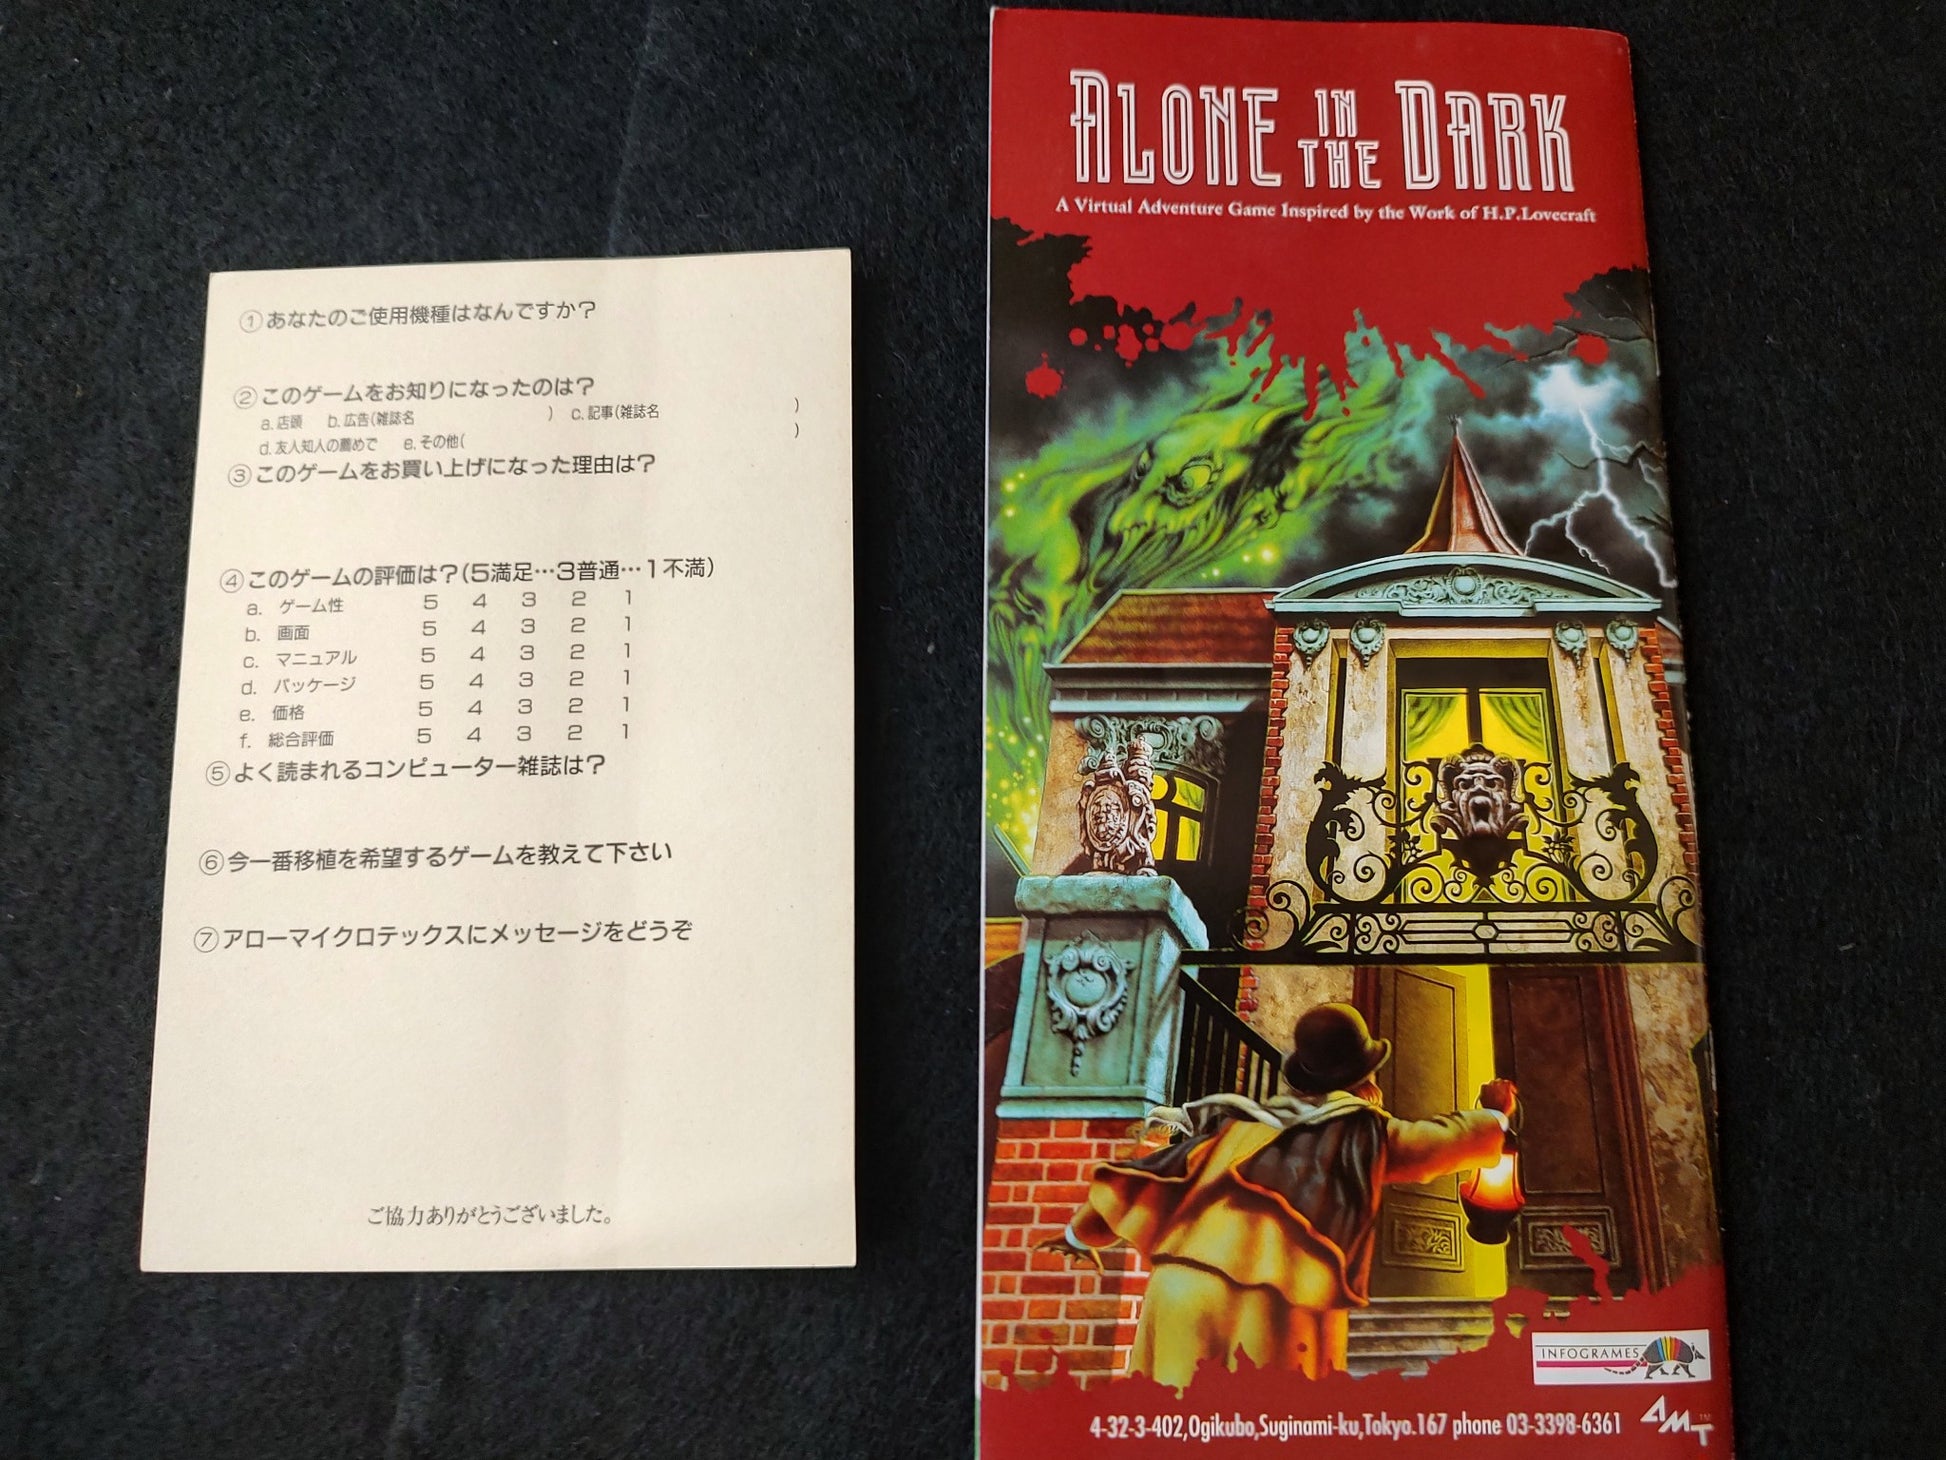 ①あなたのご使用機種はなんですか？
②このゲームをお知りになったのは？
a.店頭 b.広告(雑誌名 ) c.記事(雑誌名 )
d.友人知人の薦めで e.その他( )
③このゲームをお買い上げになった理由は？
④このゲームの評価は？(5満足…3普通…1不満)
a. ゲーム性 5 4 3 2 1
b. 画面 5 4 3 2 1
c. マニュアル 5 4 3 2 1
d. パッケージ 5 4 3 2 1
e. 価格 5 4 3 2 1
f. 総合評価 5 4 3 2 1
⑤よく読まれるコンピューター雑誌は？
⑥今一番移植を希望するゲームを教えて下さい
⑦アローマイクロテックスにメッセージをどうぞ
ご協力ありがとうございました。
ALONE IN THE DARK
A Virtual Adventure Game Inspired by the Work of H.P.Lovecraft
INFOGRAMES
4-32-3-402,Ogikubo,Suginami-ku,Tokyo.167 phone 03-3398-6361
AMT™